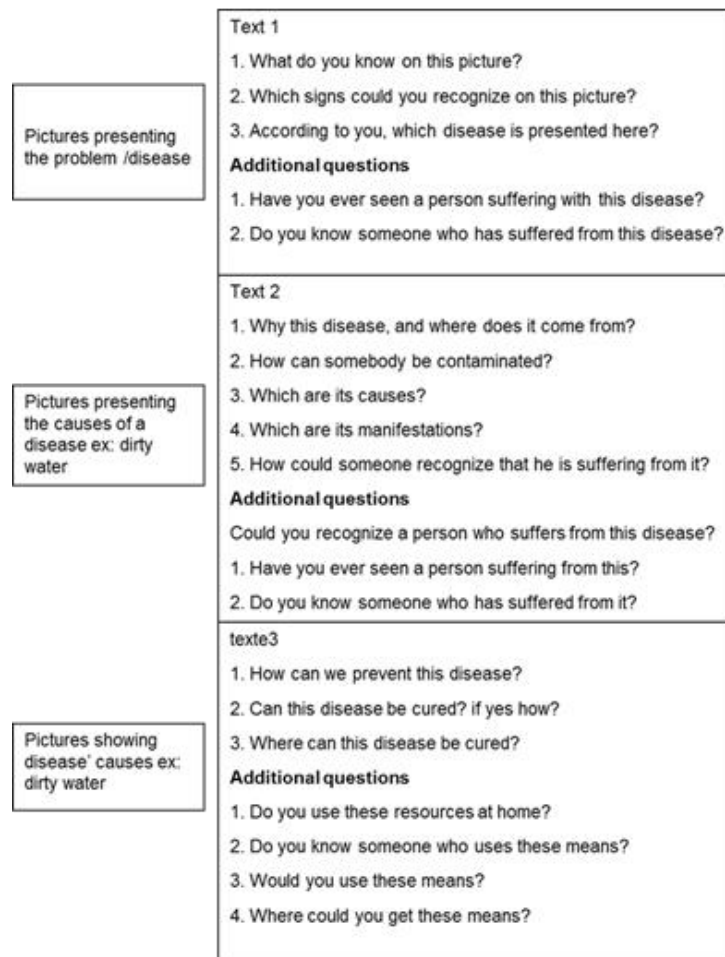 Pictures presenting
the problem /disease
Text 1
1. What do you know on this picture?
2. Which signs could you recognize on this picture?
3. According to you, which disease is presented here?
Additional questions
1. Have you ever seen a person suffering with this disease?
2. Do you know someone who has suffered from this disease?
Pictures presenting
the causes of a
disease ex: dirty
water
Text 2
1. Why this disease, and where does it come from?
2. How can somebody be contaminated?
3. Which are its causes?
4. Which are its manifestations?
5. How could someone recognize that he is suffering from it?
Additional questions
Could you recognize a person who suffers from this disease?
1. Have you ever seen a person suffering from this?
2. Do you know someone who has suffered from it?
Pictures showing
disease' causes ex:
dirty water
texte3
1. How can we prevent this disease?
2. Can this disease be cured? if yes how?
3. Where can this disease be cured?
Additional questions
1. Do you use these resources at home?
2. Do you know someone who uses these means?
3. Would you use these means?
4. Where could you get these means?